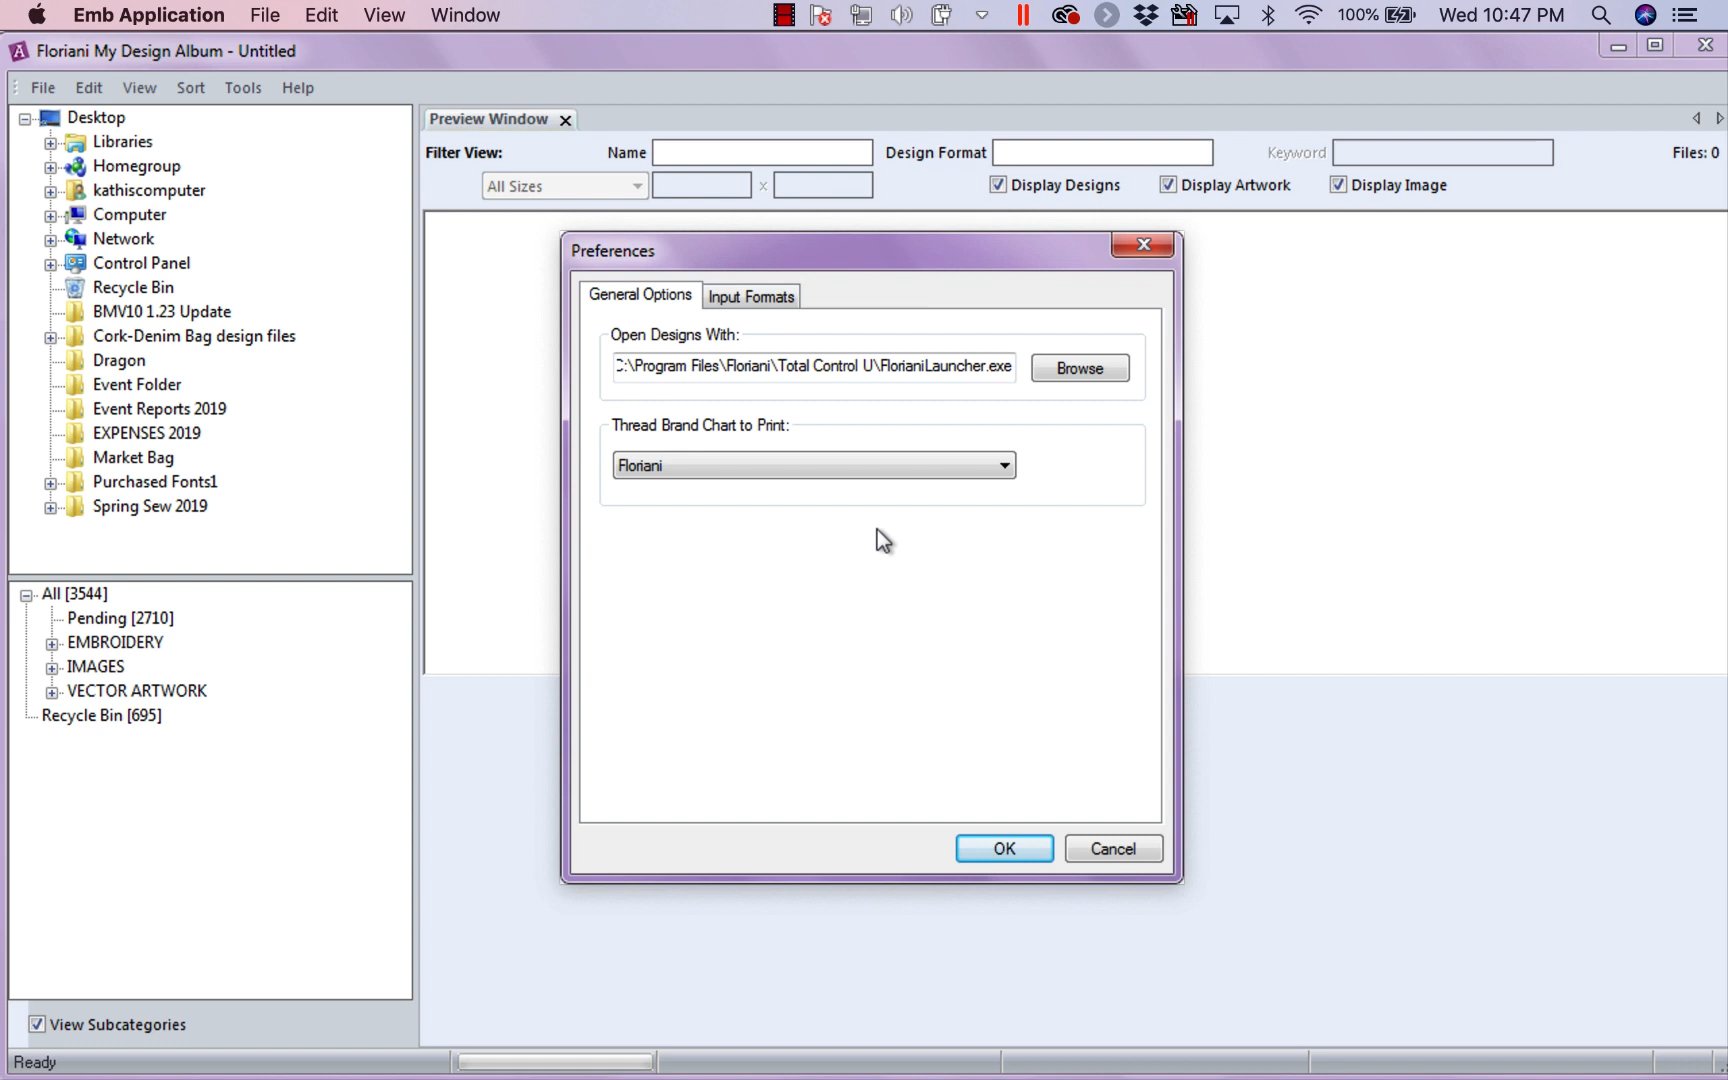 Emb Application File Edit View Window 100% Wed 10:47 PM
Floriani My Design Album - Untitled
File Edit View Sort Tools Help
Desktop
Libraries
Homegroup
kathiscomputer
Computer
Network
Control Panel
Recycle Bin
BMV10 1.23 Update
Cork-Denim Bag design files
Dragon
Event Folder
Event Reports 2019
EXPENSES 2019
Market Bag
Purchased Fonts1
Spring Sew 2019
All [3544]
Pending [2710]
EMBROIDERY
IMAGES
VECTOR ARTWORK
Recycle Bin [695]
View Subcategories
Ready
Preview Window
Filter View: Name Design Format Keyword Files: 0
All Sizes x Display Designs Display Artwork Display Image
Preferences
General Options Input Formats
Open Designs With:
C:\Program Files\Floriani\Total Control U\FlorianiLauncher.exe Browse
Thread Brand Chart to Print:
Floriani
OK Cancel